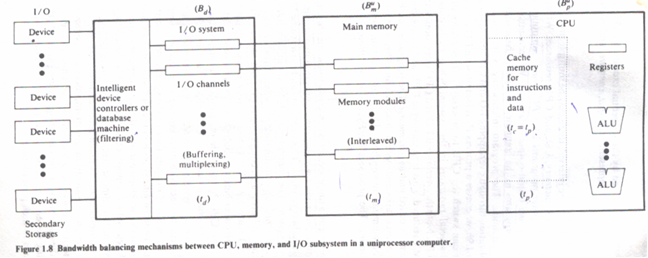 I/O
(B_d)
(B_m^u)
(B_p^u)
Device
Device
Device
Device
Secondary
Storages
Intelligent
device
controllers or
database
machine
(filtering)
I/O system
I/O channels
(Buffering,
multiplexing)
(t_d)
Main memory
Memory modules
(Interleaved)
(t_m)
CPU
Cache
memory
for
instructions
and
data
(t_c = t_p)
(t_p)
Registers
ALU
ALU
Figure 1.8 Bandwidth balancing mechanisms between CPU, memory, and I/O subsystem in a uniprocessor computer.